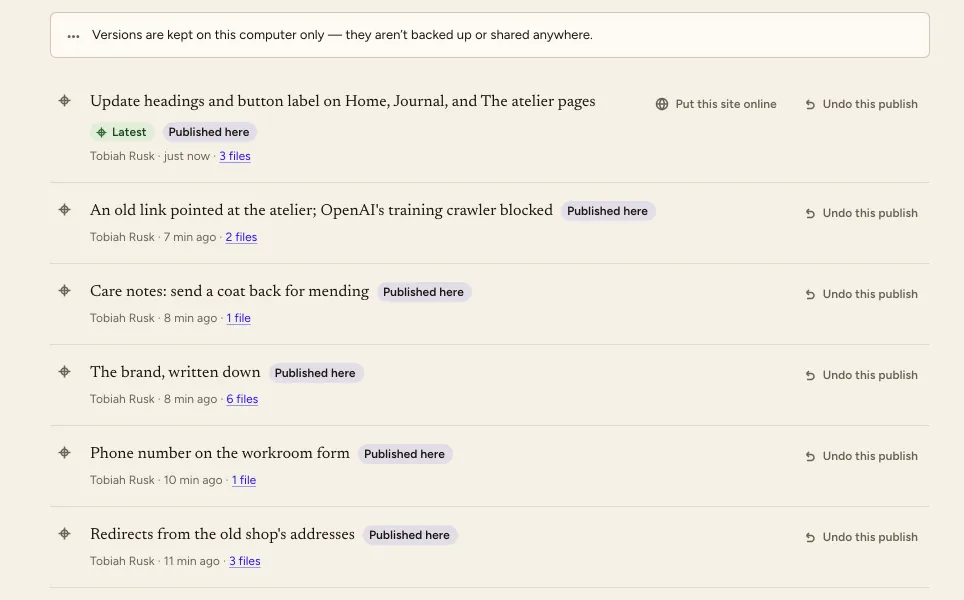 Versions are kept on this computer only — they aren’t backed up or shared anywhere.
Update headings and button label on Home, Journal, and The atelier pages
Put this site online
Undo this publish
Latest
Published here
Tobiah Rusk · just now · 3 files
An old link pointed at the atelier; OpenAI's training crawler blocked
Published here
Undo this publish
Tobiah Rusk · 7 min ago · 2 files
Care notes: send a coat back for mending
Published here
Undo this publish
Tobiah Rusk · 8 min ago · 1 file
The brand, written down
Published here
Undo this publish
Tobiah Rusk · 8 min ago · 6 files
Phone number on the workroom form
Published here
Undo this publish
Tobiah Rusk · 10 min ago · 1 file
Redirects from the old shop's addresses
Published here
Undo this publish
Tobiah Rusk · 11 min ago · 3 files